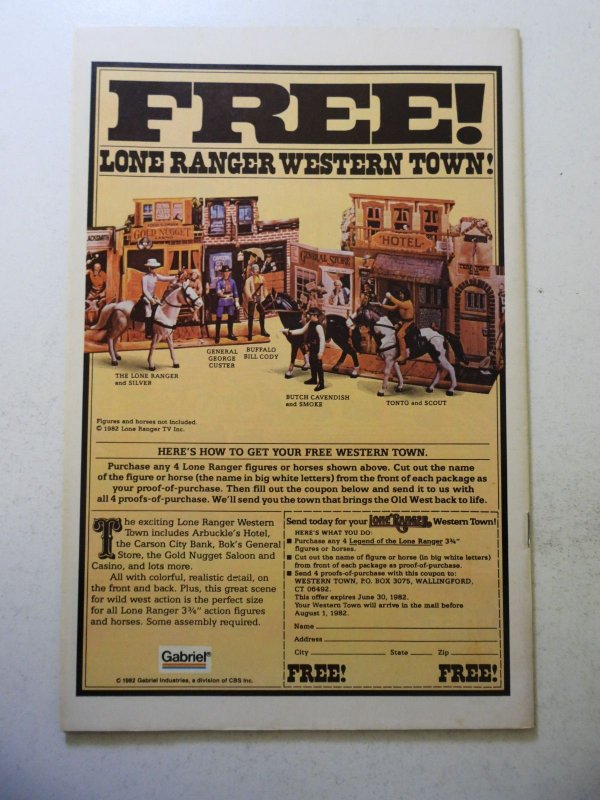 FREE!
LONE RANGER WESTERN TOWN!
GOLD NUGGET
HOTEL
GENERAL STORE
THE LONE RANGER
and SILVER
GENERAL
GEORGE
CUSTER
BUFFALO
BILL CODY
BUTCH CAVENDISH
and SMOKE
TONTO and SCOUT
Figures and horses not included.
© 1982 Lone Ranger TV Inc.
HERE'S HOW TO GET YOUR FREE WESTERN TOWN.
Purchase any 4 Lone Ranger figures or horses shown above. Cut out the name
of the figure or horse (the name in big white letters) from the front of each package as
your proof-of-purchase. Then fill out the coupon below and send it to us with
all 4 proofs-of-purchase. We'll send you the town that brings the Old West back to life.
The exciting Lone Ranger Western
Town includes Arbuckle's Hotel,
the Carson City Bank, Bok's General
Store, the Gold Nugget Saloon and
Casino, and lots more.
All with colorful, realistic detail, on
the front and back. Plus, this great scene
for wild west action is the perfect size
for all Lone Ranger 3¾" action figures
and horses. Some assembly required.
Gabriel®
© 1982 Gabriel Industries, a division of CBS Inc.
Send today for your Lone Ranger Western Town!
HERE'S WHAT YOU DO:
■ Purchase any 4 Legend of the Lone Ranger 3¾"
figures or horses.
■ Cut out the name of figure or horse (in big white letters)
from front of each package as proof-of-purchase.
■ Send 4 proofs-of-purchase with this coupon to:
WESTERN TOWN, P.O. BOX 3075, WALLINGFORD,
CT 06492.
This offer expires June 30, 1982.
Your Western Town will arrive in the mail before
August 1, 1982.
Name
Address
City State Zip
FREE! FREE!